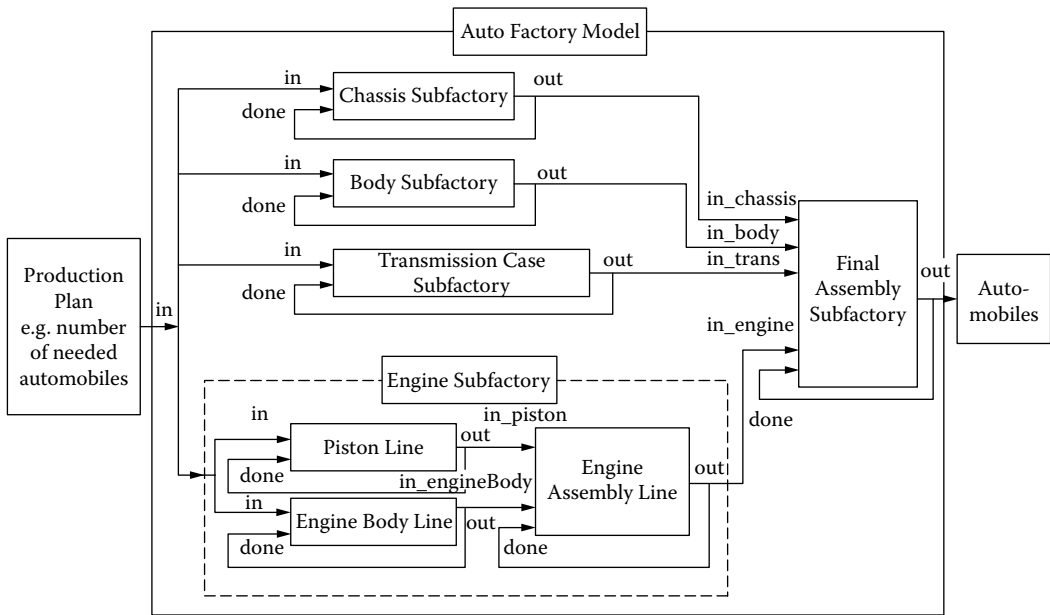 Auto Factory Model
in
Chassis Subfactory
out
done
in
Body Subfactory
out
done
in
Transmission Case
Subfactory
out
done
Production
Plan
e.g. number
of needed
automobiles
in
in_chassis
in_body
in_trans
in_engine
Final
Assembly
Subfactory
out
done
Auto-
mobiles
Engine Subfactory
in
Piston Line
out
done
in_piston
in_engineBody
in
Engine Body Line
out
done
Engine
Assembly Line
out
done